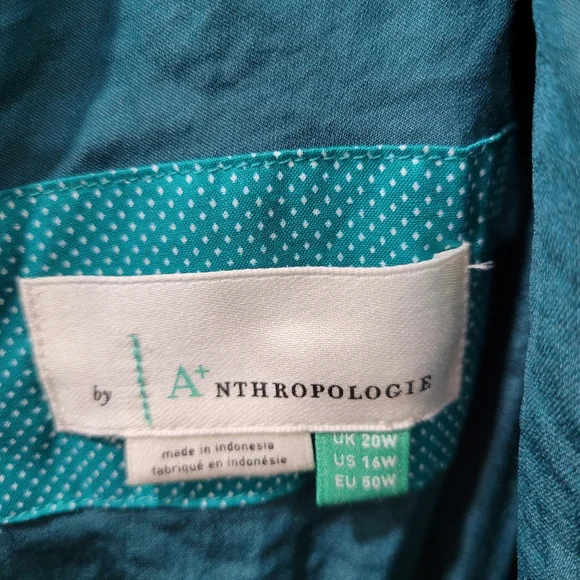 by A+NTHROPOLOGIE
made in indonesia
fabriqué en indonésie
UK 20W
US 16W
EU 50W